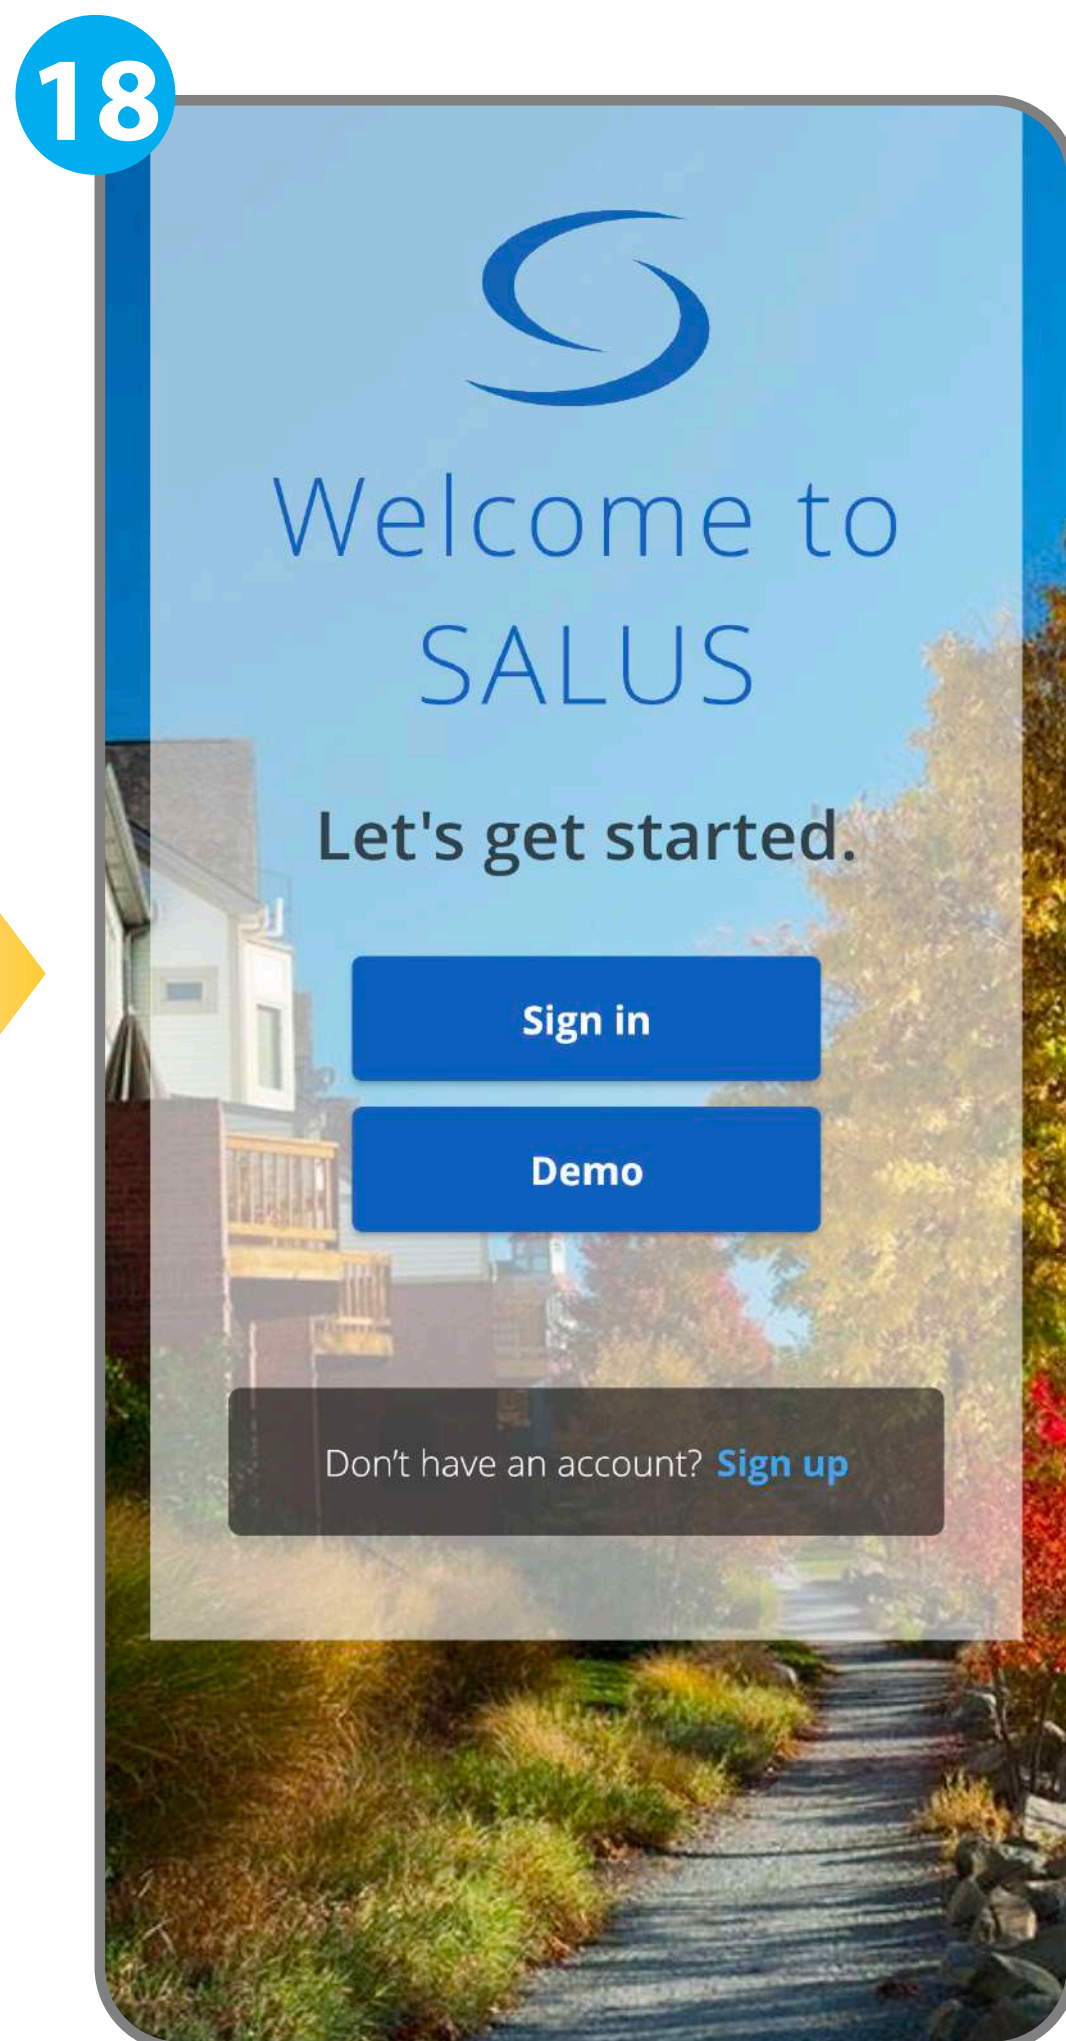 18
Welcome to
SALUS
Let's get started.
Sign in
Demo
Don't have an account? Sign up